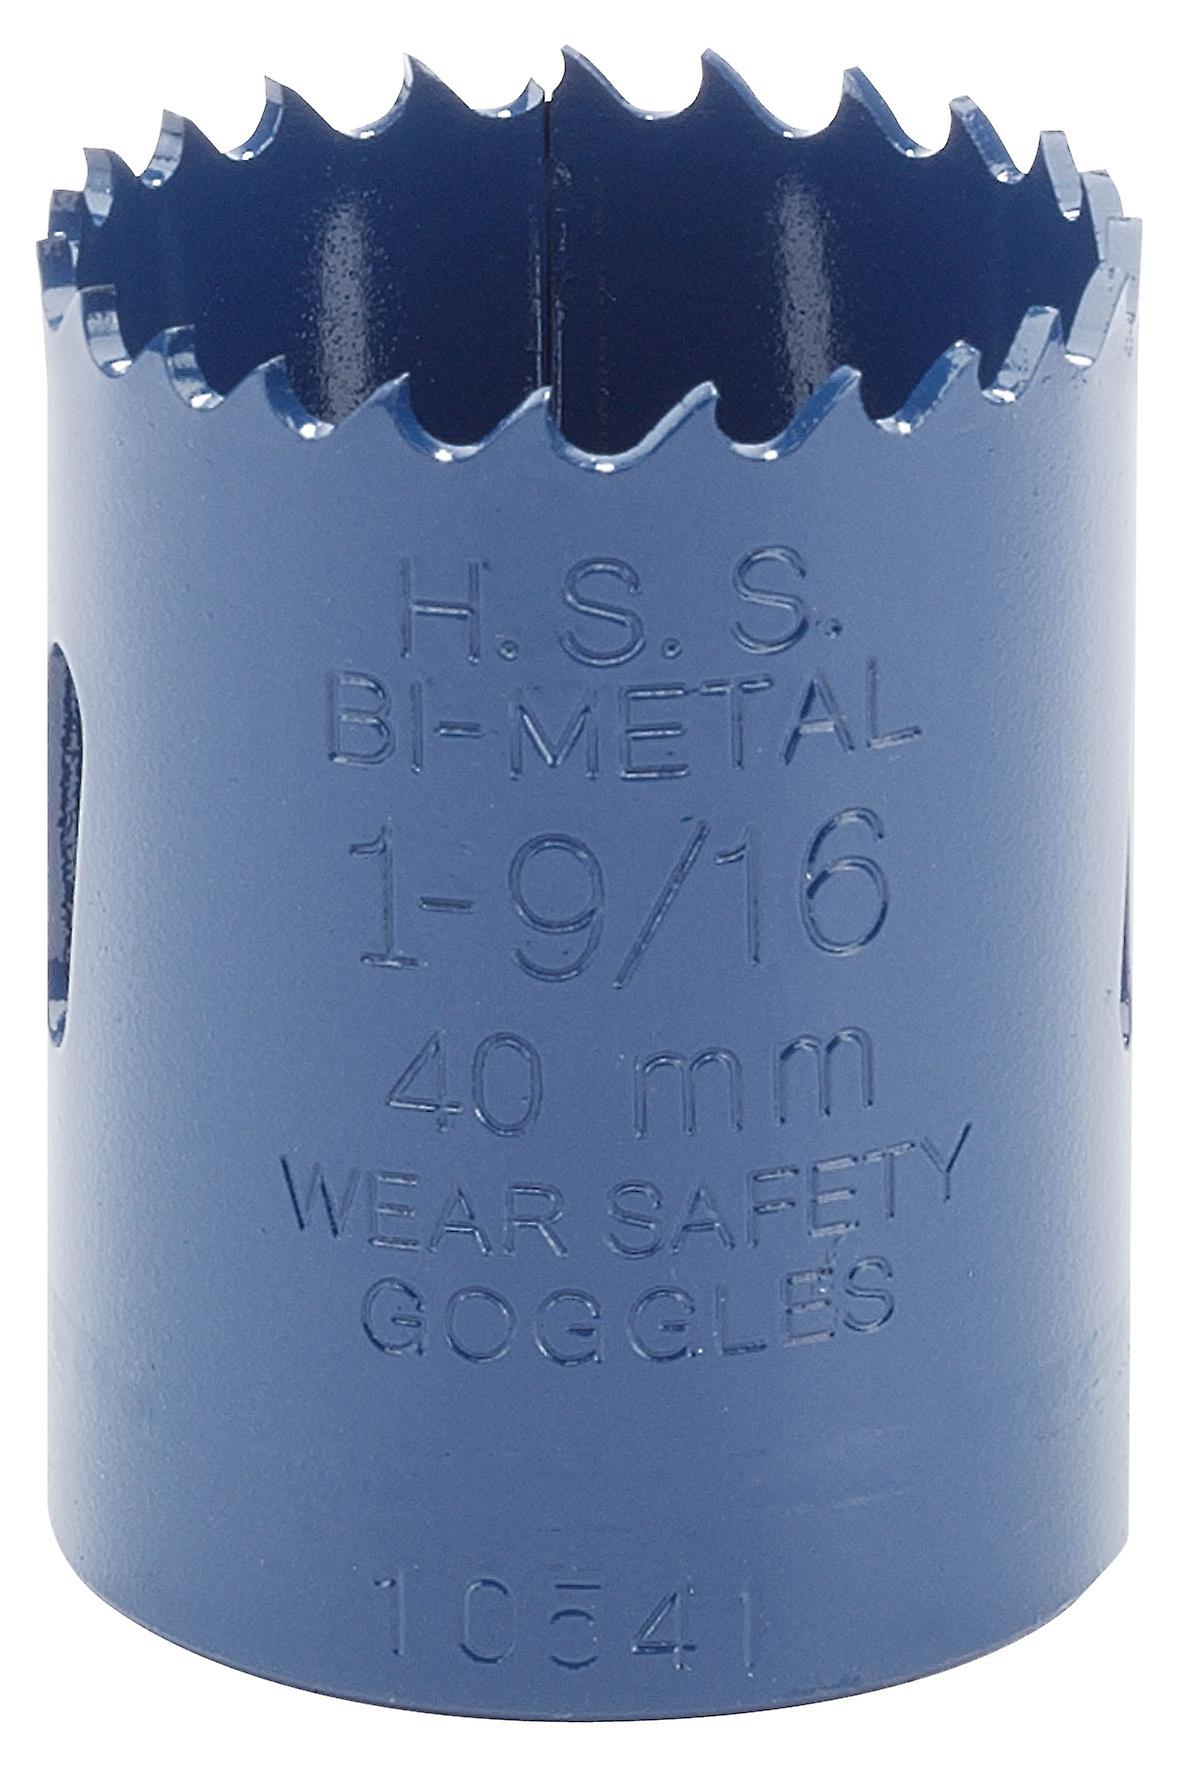 H.S.S.
BI-METAL
1-9/16
40 mm
WEAR SAFETY
GOGGLES
10541